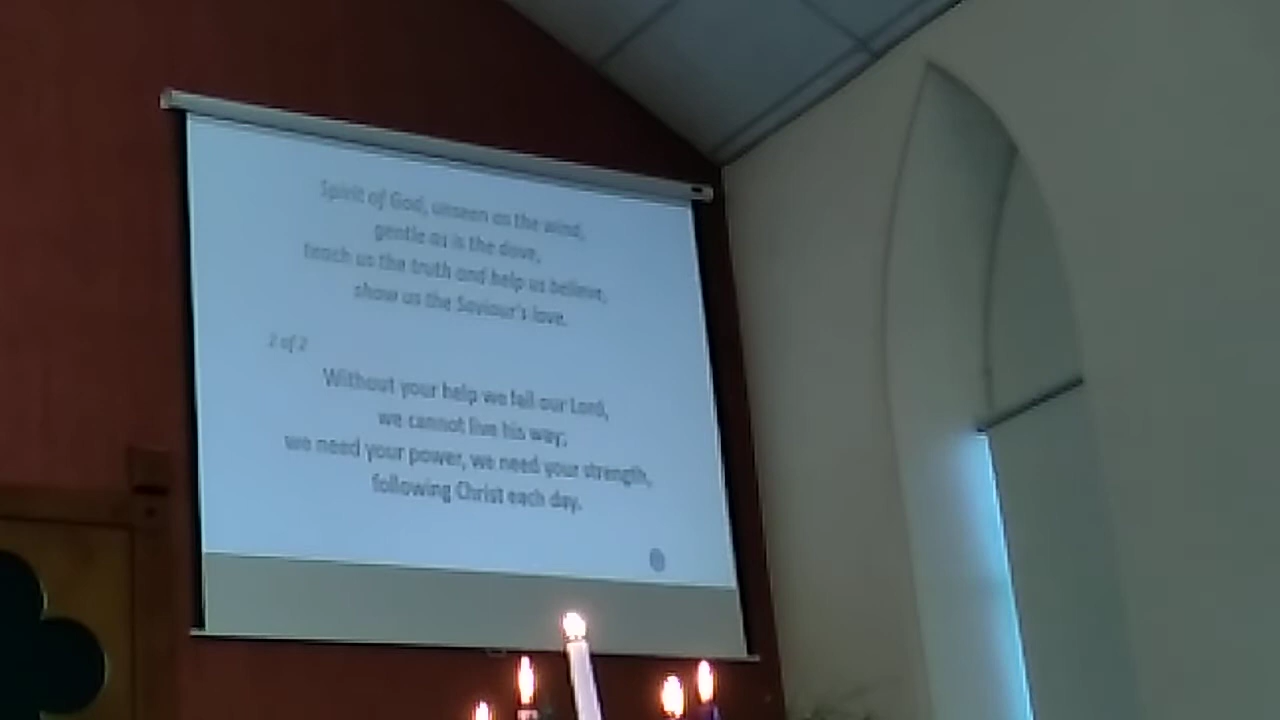 Spirit of God, unseen as the wind,
gentle as is the dove,
teach us the truth and help us believe,
show us the Saviour's love.
2 of 2
Without your help we fail our Lord,
we cannot live his way;
we need your power, we need your strength,
following Christ each day.